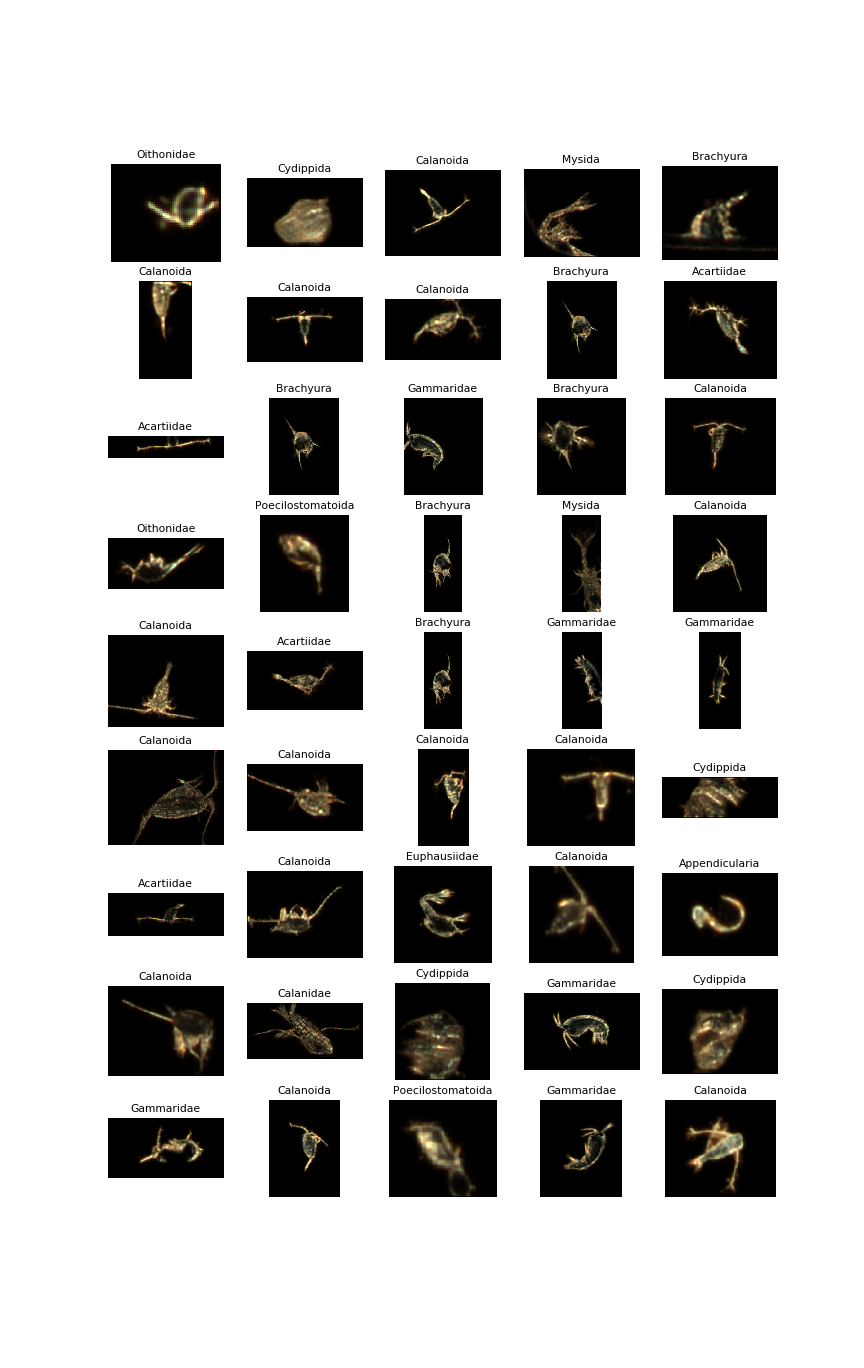 Oithonidae
Cydippida
Calanoida
Mysida
Brachyura
Calanoida
Calanoida
Calanoida
Brachyura
Acartiidae
Acartiidae
Brachyura
Gammaridae
Brachyura
Calanoida
Oithonidae
Poecilostomatoida
Brachyura
Mysida
Calanoida
Calanoida
Acartiidae
Brachyura
Gammaridae
Gammaridae
Calanoida
Calanoida
Calanoida
Calanoida
Cydippida
Acartiidae
Calanoida
Euphausiidae
Calanoida
Appendicularia
Calanoida
Calanidae
Cydippida
Gammaridae
Cydippida
Gammaridae
Calanoida
Poecilostomatoida
Gammaridae
Calanoida